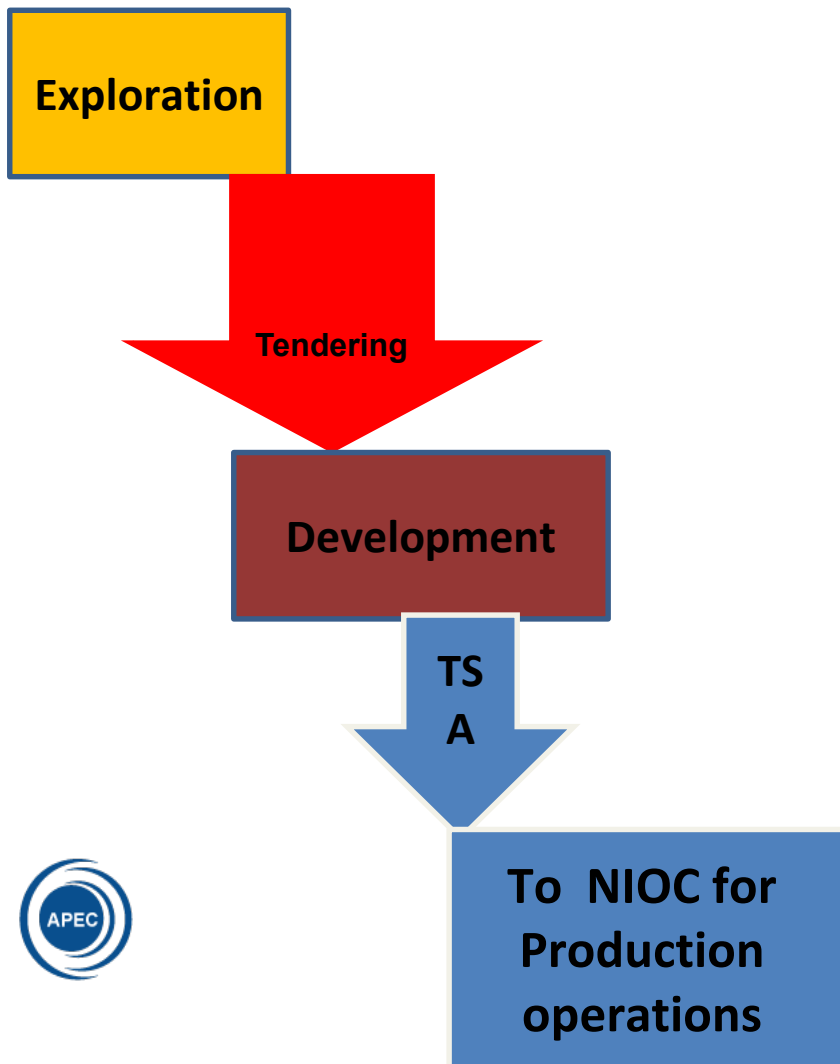 Exploration
Tendering
Development
TS
A
APEC
To NIOC for
Production
operations